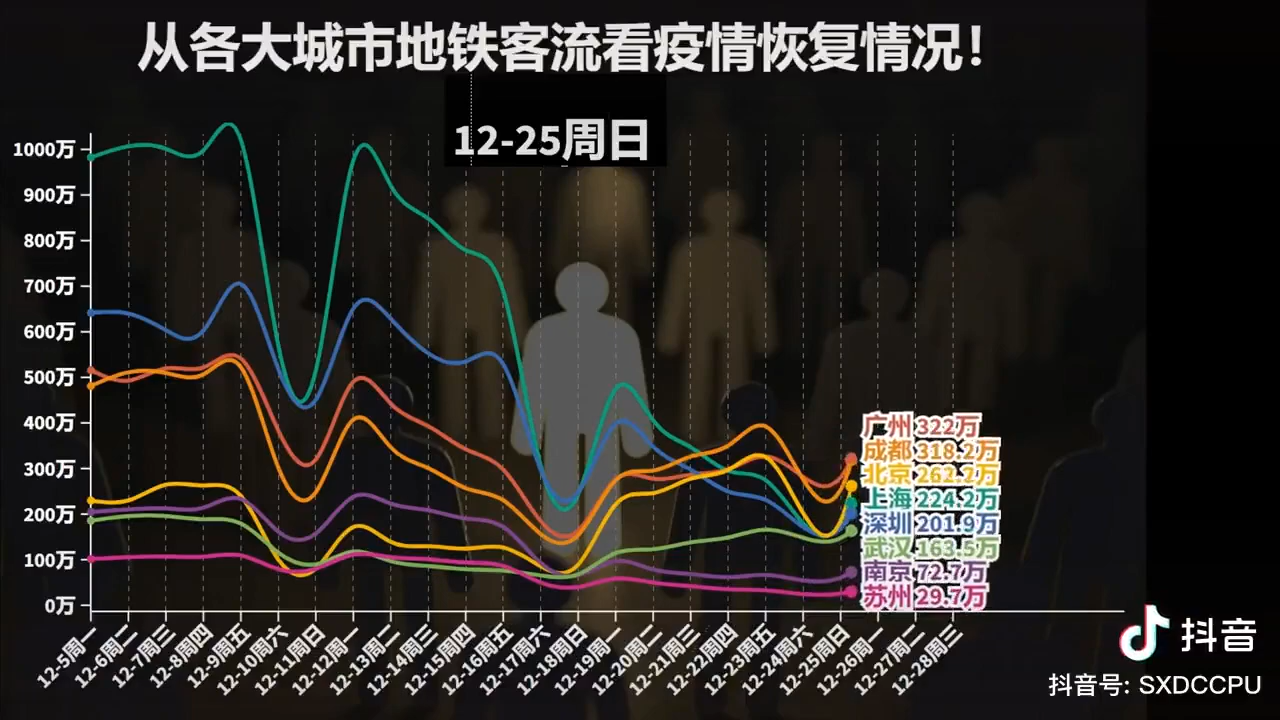 从各大城市地铁客流看疫情恢复情况！
12-25周日
1000万
900万
800万
700万
600万
500万
400万
300万
200万
100万
0万
广州 322万
成都 318.2万
北京 262.2万
上海 224.2万
深圳 201.9万
武汉 163.5万
南京 72.7万
苏州 29.7万
12-5周一
12-6周二
12-7周三
12-8周四
12-9周五
12-10周六
12-11周日
12-12周一
12-13周二
12-14周三
12-15周四
12-16周五
12-17周六
12-18周日
12-19周一
12-20周二
12-21周三
12-22周四
12-23周五
12-24周六
12-25周日
12-26周一
12-27周二
12-28周三
抖音
抖音号: SXDCCPU